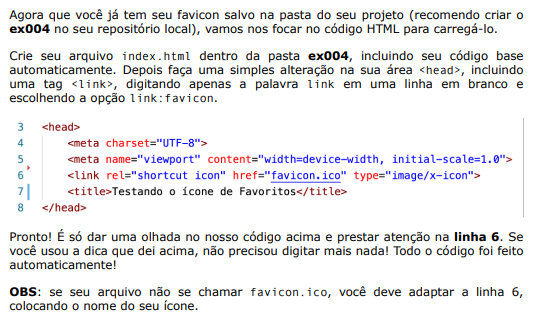 Agora que você já tem seu favicon salvo na pasta do seu projeto (recomendo criar o
ex004 no seu repositório local), vamos nos focar no código HTML para carregá-lo.
Crie seu arquivo index.html dentro da pasta ex004, incluindo seu código base
automaticamente. Depois faça uma simples alteração na sua área <head>, incluindo
uma tag <link>, digitando apenas a palavra link em uma linha em branco e
escolhendo a opção link:favicon.
3 <head>
4 <meta charset="UTF-8">
5 <meta name="viewport" content="width=device-width, initial-scale=1.0">
6 <link rel="shortcut icon" href="favicon.ico" type="image/x-icon">
7 <title>Testando o ícone de Favoritos</title>
8 </head>
Pronto! É só dar uma olhada no nosso código acima e prestar atenção na linha 6. Se
você usou a dica que dei acima, não precisou digitar mais nada! Todo o código foi feito
automaticamente!
OBS: se seu arquivo não se chamar favicon.ico, você deve adaptar a linha 6,
colocando o nome do seu ícone.